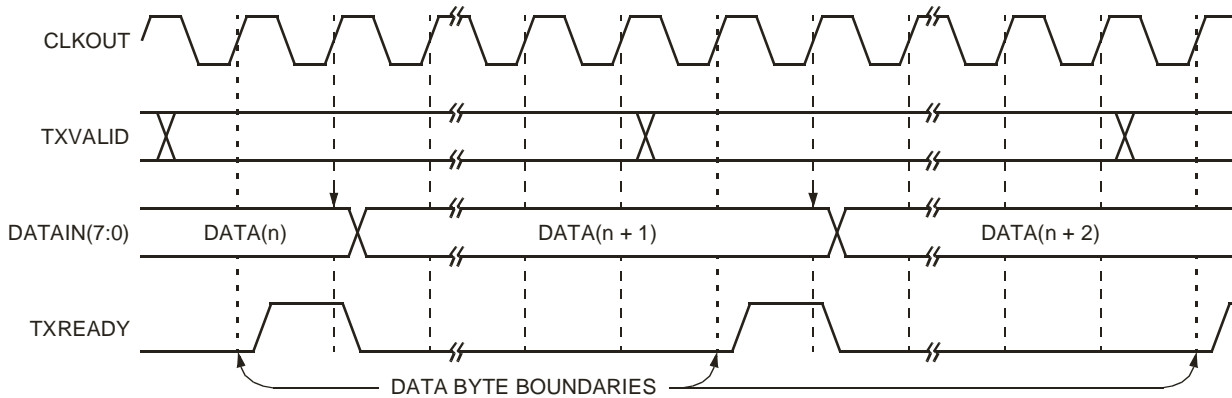 CLKOUT
TXVALID
DATAIN(7:0)
DATA(n)
DATA(n + 1)
DATA(n + 2)
TXREADY
DATA BYTE BOUNDARIES